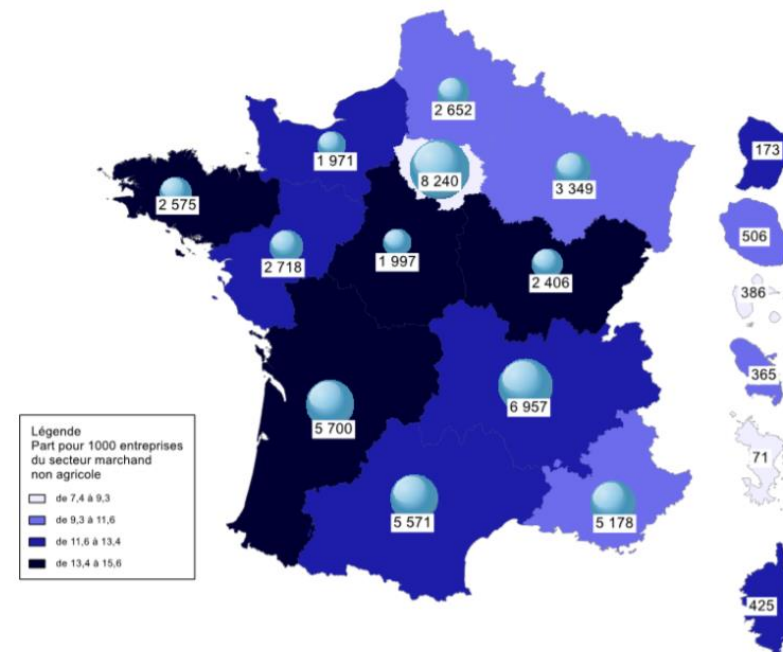 2 652
173
1 971
8 240
3 349
2 575
506
2 718
1 997
2 406
386
365
6 957
5 700
Légende
Part pour 1000 entreprises
du secteur marchand
non agricole
de 7,4 à 9,3
de 9,3 à 11,6
de 11,6 à 13,4
de 13,4 à 15,6
71
5 571
5 178
425